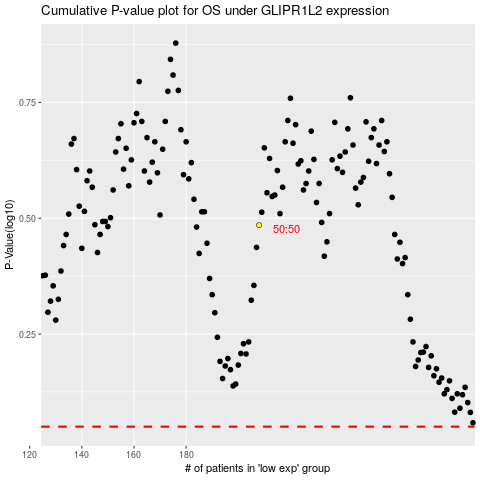 Cumulative P-value plot for OS under GLIPR1L2 expression
P-Value(log10)
0.75
0.50
0.25
50:50
120 140 160 180
# of patients in 'low exp' group